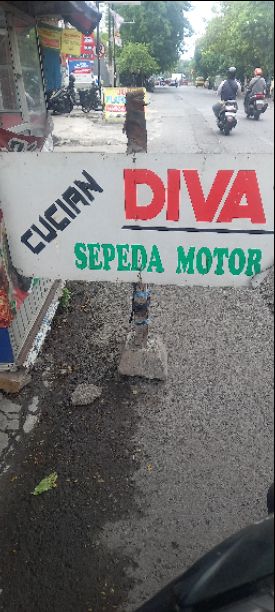 CUCIAN
DIVA
SEPEDA MOTOR